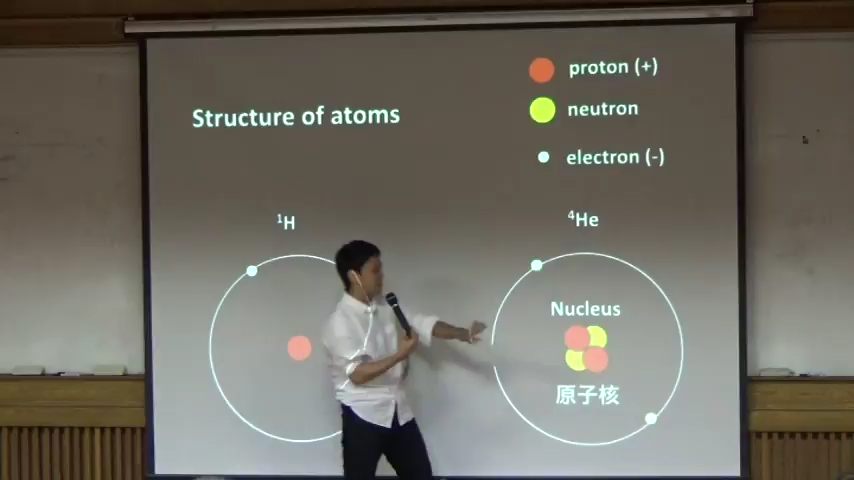 proton (+)
Structure of atoms
neutron
electron (-)
¹H
⁴He
Nucleus
原子核